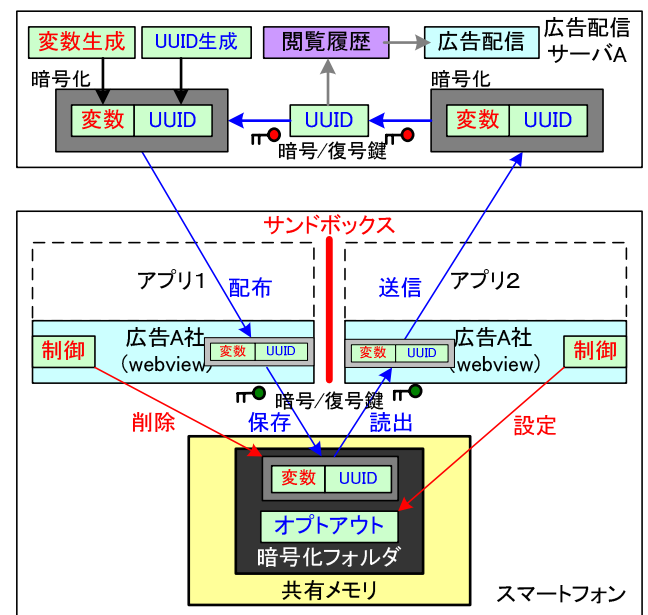 変数生成
UUID生成
閲覧履歴
広告配信
広告配信
サーバA
暗号化
暗号化
変数
UUID
UUID
変数
UUID
暗号/復号鍵
サンドボックス
アプリ1
配布
送信
アプリ2
制御
広告A社
(webview)
変数
UUID
変数
UUID
広告A社
(webview)
制御
暗号/復号鍵
削除
保存
読出
設定
変数
UUID
オプトアウト
暗号化フォルダ
共有メモリ
スマートフォン